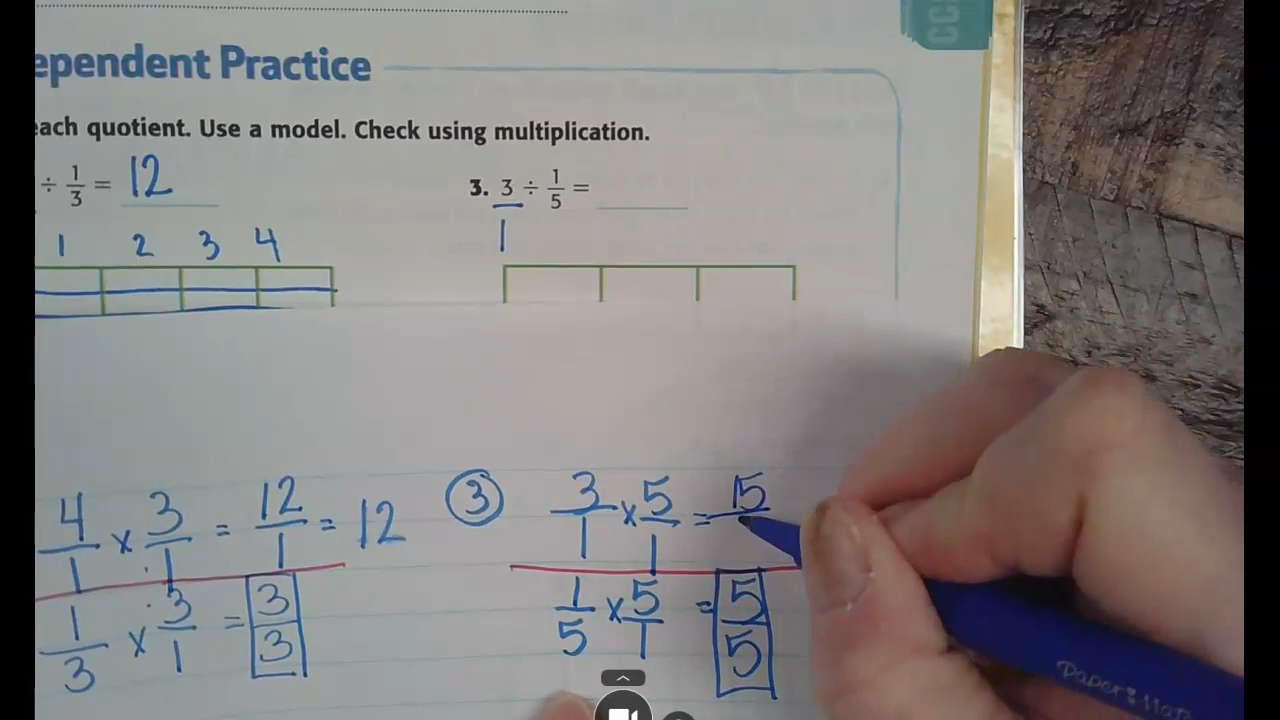 CCS
ependent Practice
each quotient. Use a model. Check using multiplication.
÷ 1/3 = 12
3. 3/1 ÷ 1/5 =
1 2 3 4
4/1 × 3/1 = 12/1 = 12
1/3 × 3/1 = 3/3
③ 3/1 × 5/1 = 15
1/5 × 5/1 = 5/5
Paper Mat